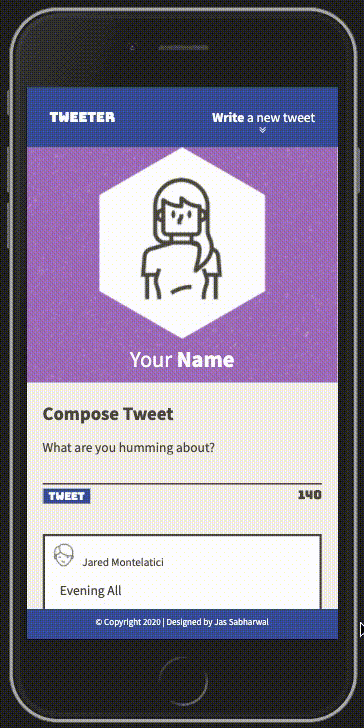 TWEETER
Write a new tweet
Your Name
Compose Tweet
What are you humming about?
TWEET
140
Jared Montelatici
Evening All
© Copyright 2020 | Designed by Jas Sabharwal